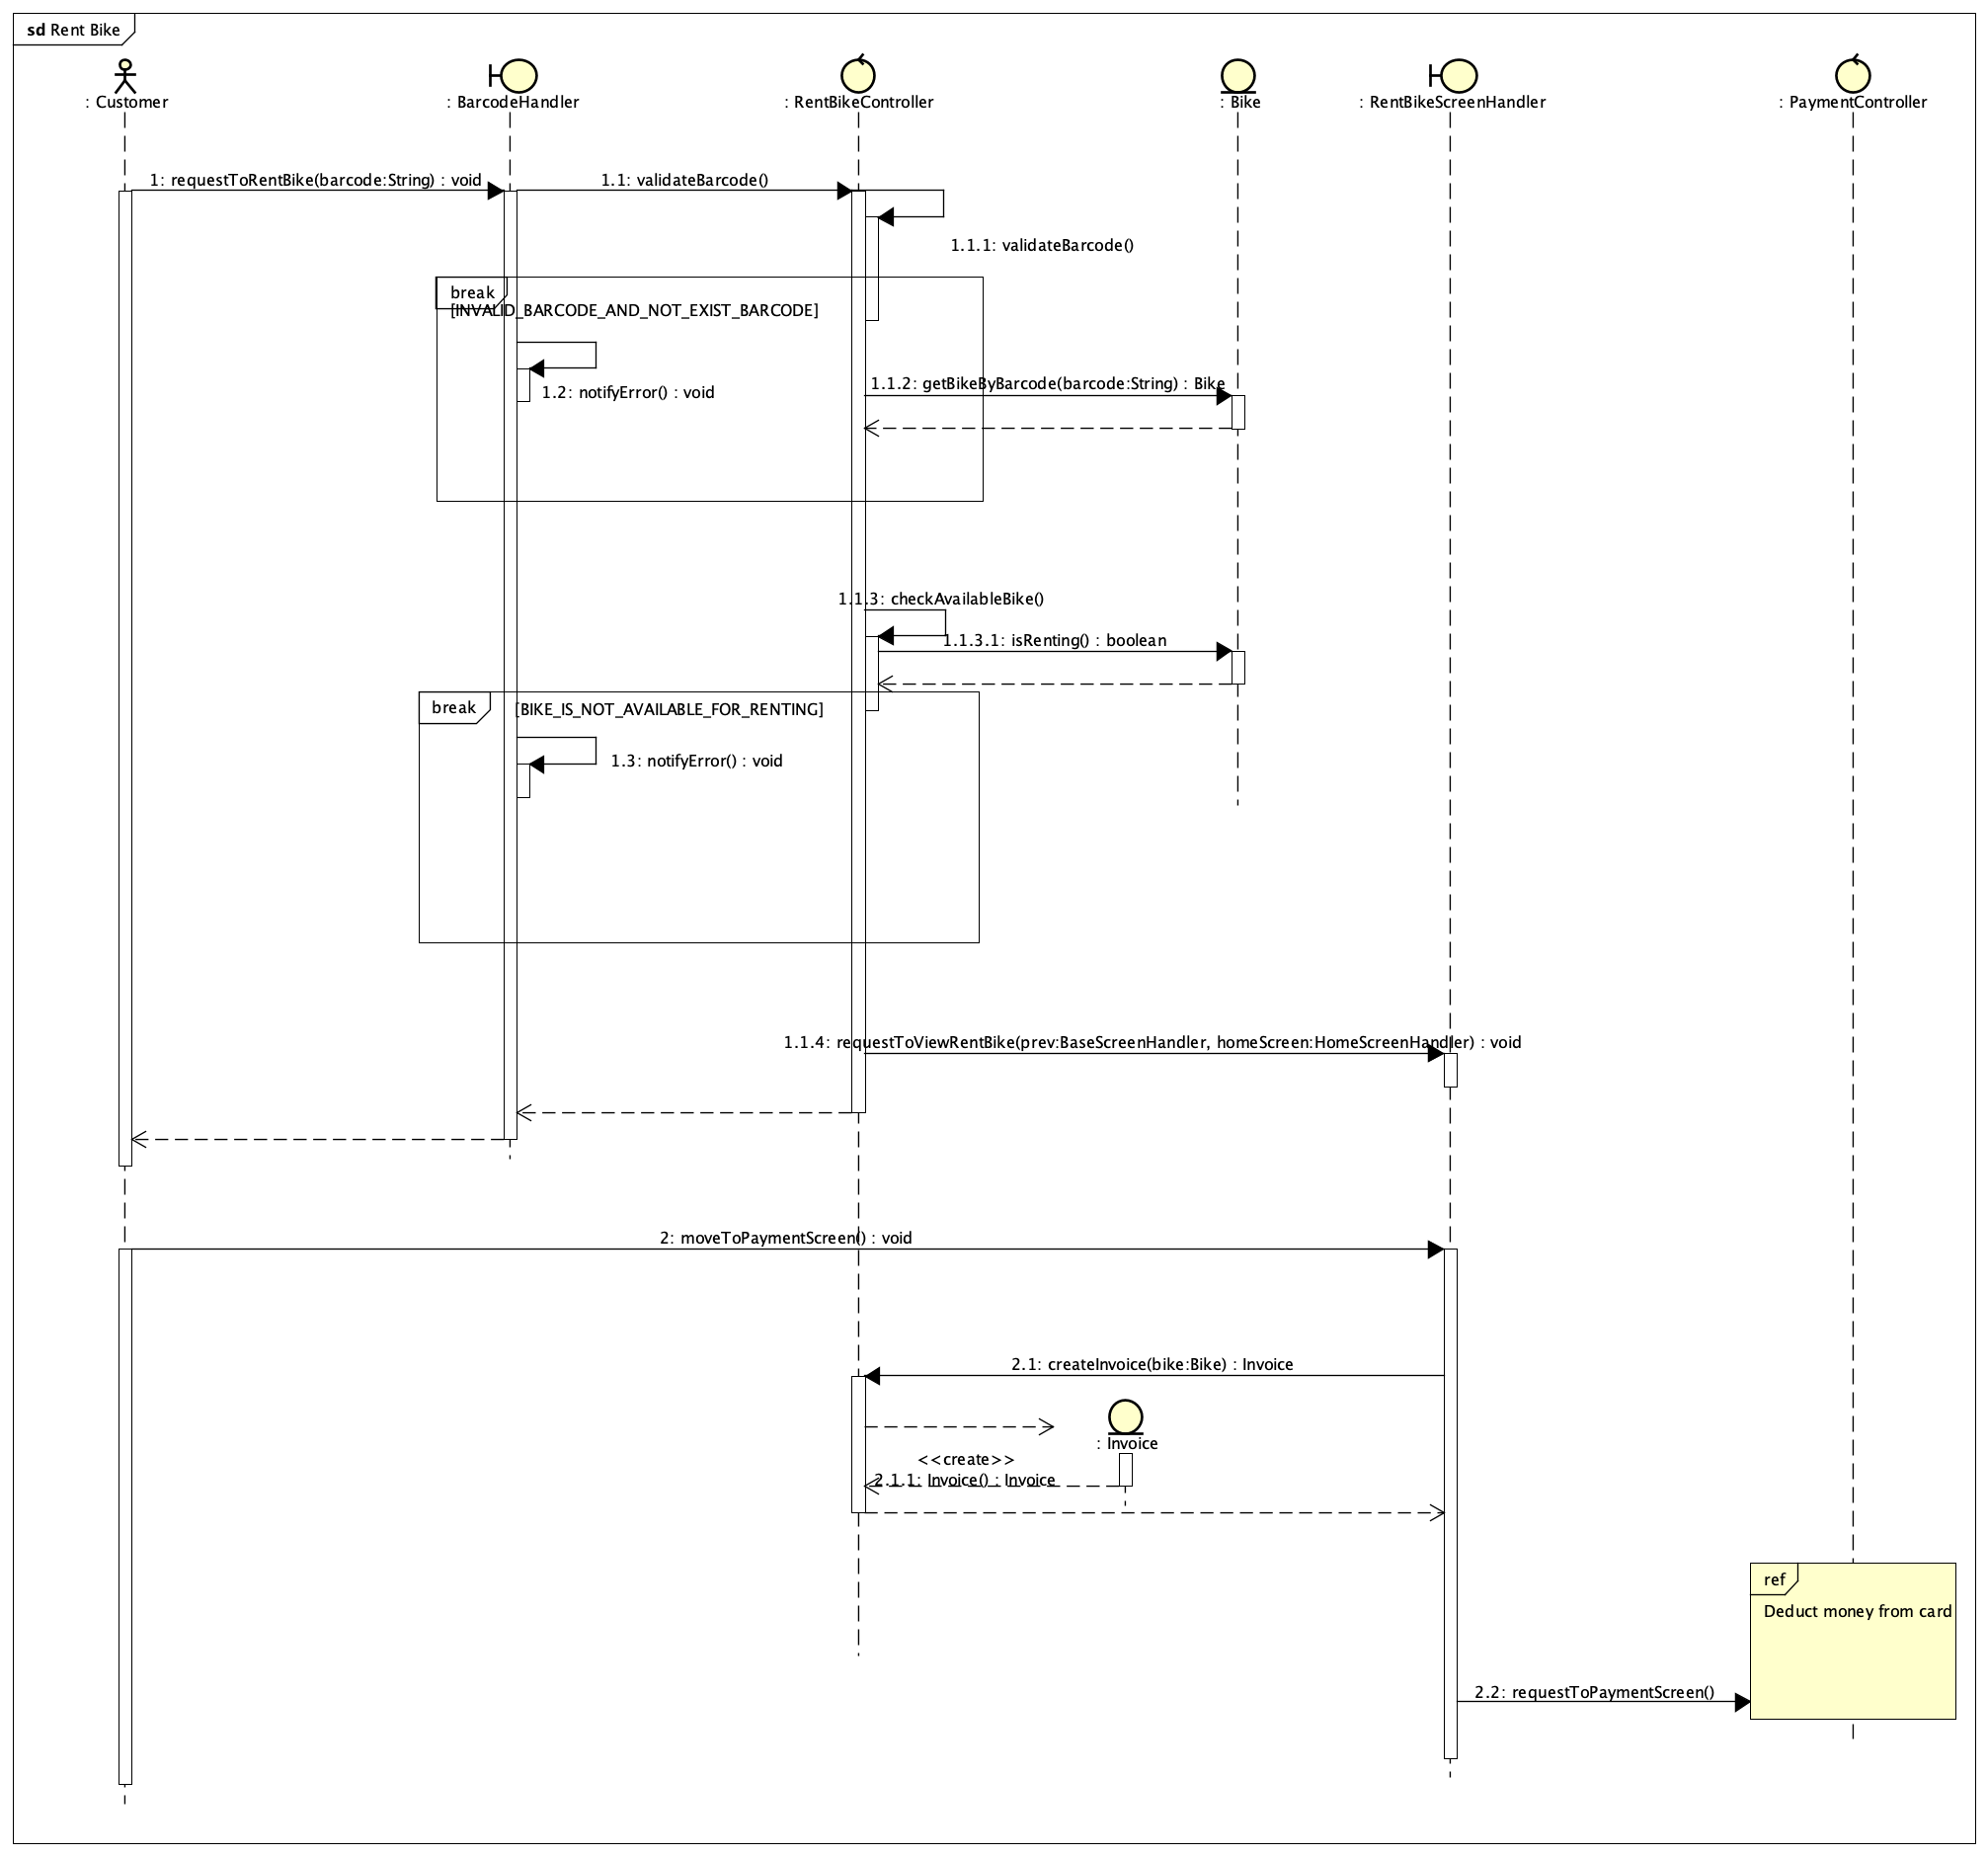 sd Rent Bike
: Customer
: BarcodeHandler
: RentBikeController
: Bike
: RentBikeScreenHandler
: PaymentController
1: requestToRentBike(barcode:String) : void
1.1: validateBarcode()
1.1.1: validateBarcode()
break
[INVALID_BARCODE_AND_NOT_EXIST_BARCODE]
1.1.2: getBikeByBarcode(barcode:String) : Bike
1.2: notifyError() : void
1.1.3: checkAvailableBike()
1.1.3.1: isRenting() : boolean
break
[BIKE_IS_NOT_AVAILABLE_FOR_RENTING]
1.3: notifyError() : void
1.1.4: requestToViewRentBike(prev:BaseScreenHandler, homeScreen:HomeScreenHandler) : void
2: moveToPaymentScreen() : void
2.1: createInvoice(bike:Bike) : Invoice
: Invoice
<<create>>
2.1.1: Invoice() : Invoice
ref
Deduct money from card
2.2: requestToPaymentScreen()